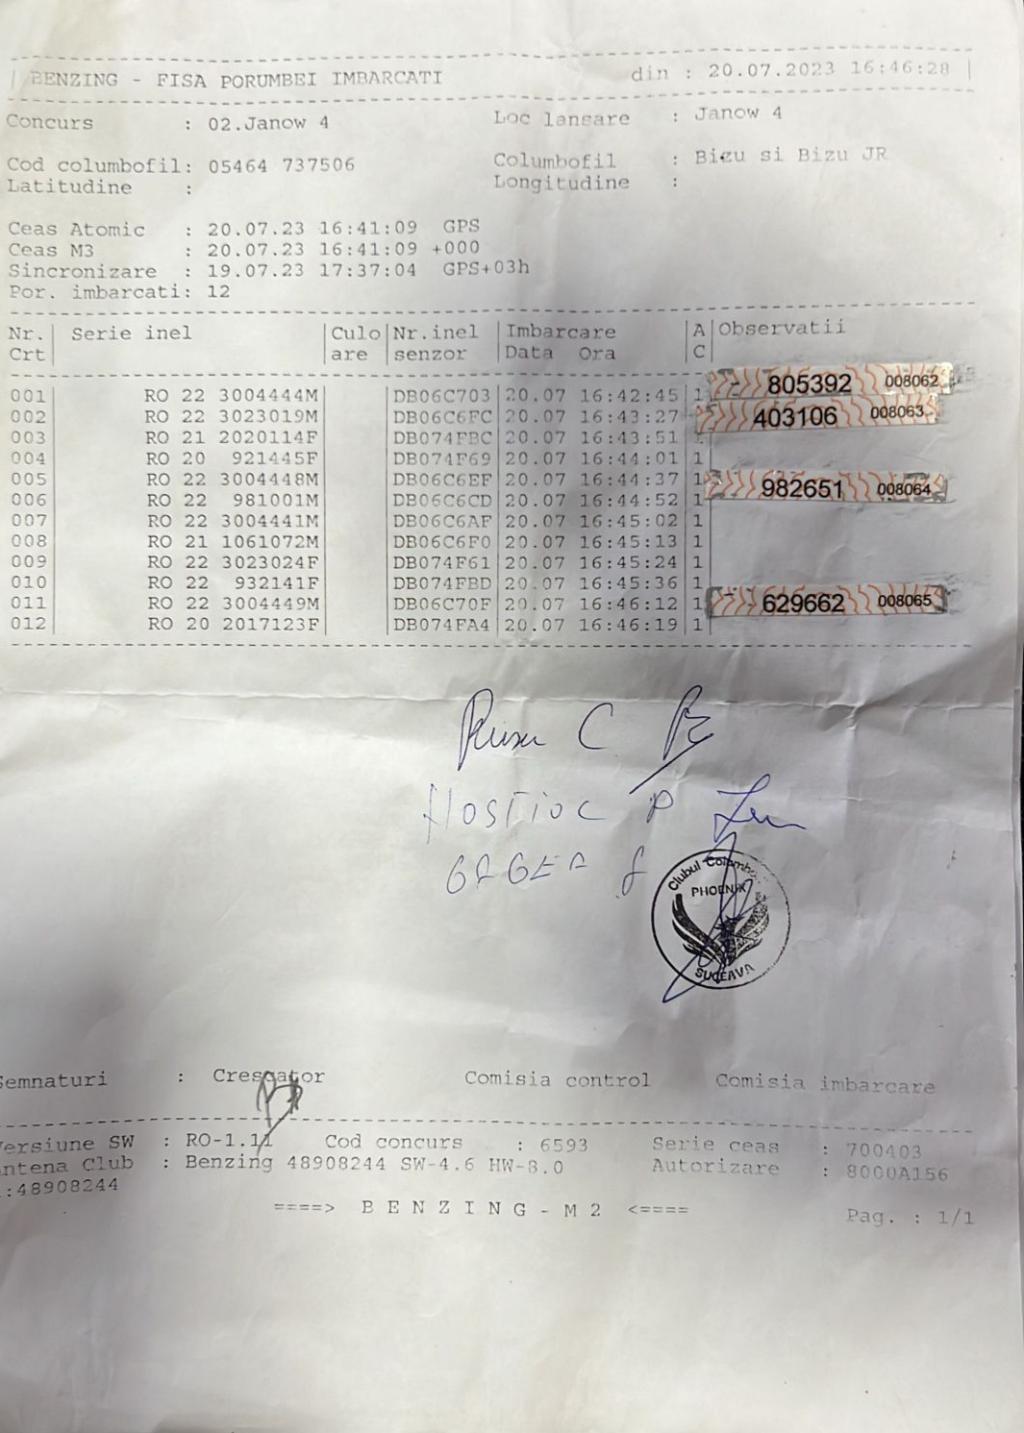 BENZING - FISA PORUMBEI IMBARCATI din : 20.07.2023 16:46:28
Concurs : 02.Janow 4 Loc lansare : Janow 4
Cod columbofil: 05464 737506 Columbofil : Bizu si Bizu JR
Latitudine : Longitudine :
Ceas Atomic : 20.07.23 16:41:09 GPS
Ceas M3 : 20.07.23 16:41:09 +000
Sincronizare : 19.07.23 17:37:04 GPS+03h
Por. imbarcati: 12
Nr. Serie inel Culo Nr.inel Imbarcare A Observatii
Crt are senzor Data Ora C
001 RO 22 3004444M DB06C703 20.07 16:42:45 1 805392 008062
002 RO 22 3023019M DB06C6FC 20.07 16:43:27 1 403106 008063
003 RO 21 2020114F DB074FBC 20.07 16:43:51 1
004 RO 20 921445F DB074F69 20.07 16:44:01 1
005 RO 22 3004448M DB06C6EF 20.07 16:44:37 1 982651 008064
006 RO 22 981001M DB06C6CD 20.07 16:44:52 1
007 RO 22 3004441M DB06C6AF 20.07 16:45:02 1
008 RO 21 1061072M DB06C6F0 20.07 16:45:13 1
009 RO 22 3023024F DB074F61 20.07 16:45:24 1
010 RO 22 932141F DB074FBD 20.07 16:45:36 1
011 RO 22 3004449M DB06C70F 20.07 16:46:12 1 629662 008065
012 RO 20 2017123F DB074FA4 20.07 16:46:19 1
Rusu C
HOSTIUC P
Clubul
PHOENIX
SUCEAVA
Semnaturi : Crescator Comisia control Comisia imbarcare
Versiune SW : RO-1.11 Cod concurs : 6593 Serie ceas : 700403
Antena Club : Benzing 48908244 SW-4.6 HW-8.0 Autorizare : 8000A156
:48908244
====> B E N Z I N G - M 2 <====
Pag. : 1/1